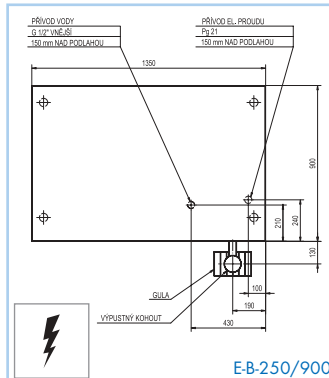 PŘÍVOD VODY
G 1/2" VNĚJŠÍ
150 mm NAD PODLAHOU
PŘÍVOD EL. PROUDU
Pg 21
150 mm NAD PODLAHOU
1350
900
210
240
130
100
190
430
GULA
VÝPUSTNÝ KOHOUT
E-B-250/900